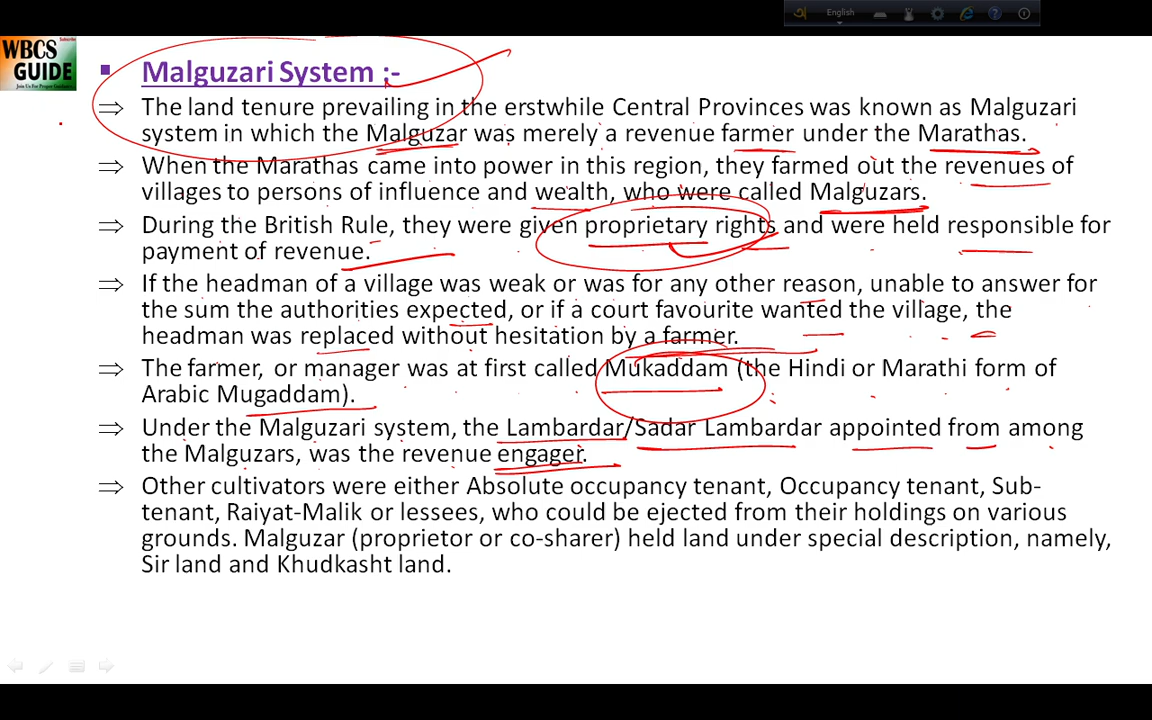 English
Subscribe
WBCS
GUIDE
Malguzari System :-
⇒ The land tenure prevailing in the erstwhile Central Provinces was known as Malguzari
system in which the Malguzar was merely a revenue farmer under the Marathas.
⇒ When the Marathas came into power in this region, they farmed out the revenues of
villages to persons of influence and wealth, who were called Malguzars.
⇒ During the British Rule, they were given proprietary rights and were held responsible for
payment of revenue.
⇒ If the headman of a village was weak or was for any other reason, unable to answer for
the sum the authorities expected, or if a court favourite wanted the village, the
headman was replaced without hesitation by a farmer.
⇒ The farmer, or manager was at first called Mukaddam (the Hindi or Marathi form of
Arabic Mugaddam).
⇒ Under the Malguzari system, the Lambardar/Sadar Lambardar appointed from among
the Malguzars, was the revenue engager.
⇒ Other cultivators were either Absolute occupancy tenant, Occupancy tenant, Sub-
tenant, Raiyat-Malik or lessees, who could be ejected from their holdings on various
grounds. Malguzar (proprietor or co-sharer) held land under special description, namely,
Sir land and Khudkasht land.